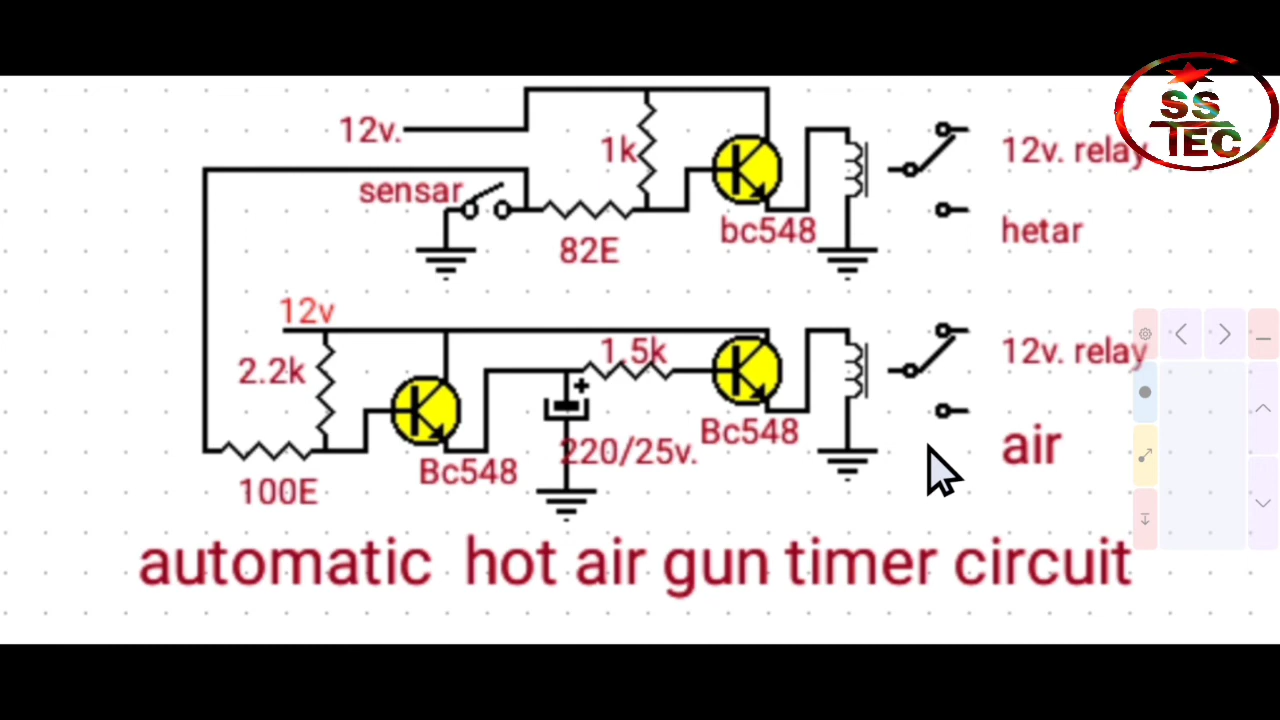 SS
TEC
12v.
1k
12v. relay
sensar
82E
bc548
hetar
12v
2.2k
1.5k
12v. relay
Bc548
air
220/25v.
Bc548
100E
automatic hot air gun timer circuit